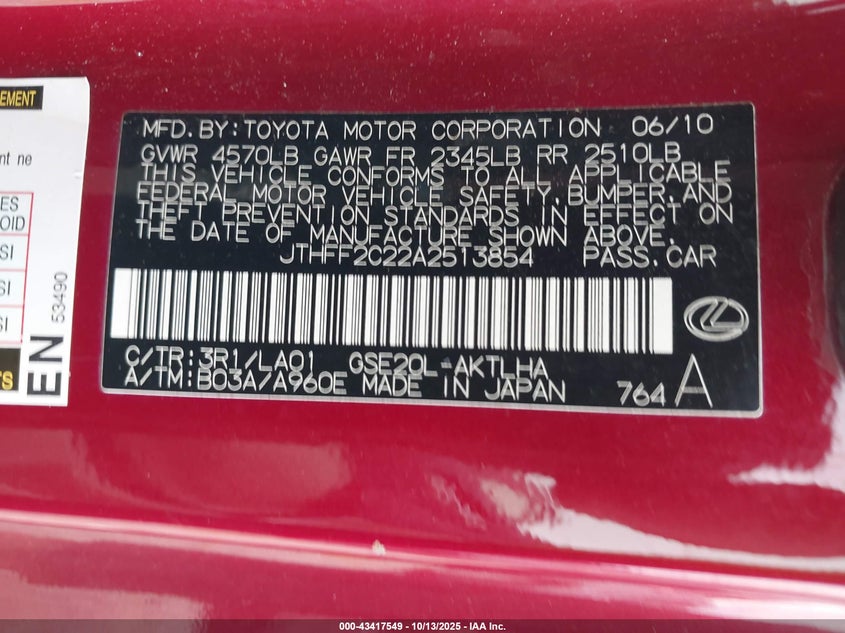 EMENT
t ne
ES
OID
SI
SI
SI
TS
EN 53490
MFD.BY:TOYOTA MOTOR CORPORATION 06/10
GVWR 4570LB GAWR FR 2345LB RR 2510LB
THIS VEHICLE CONFORMS TO ALL APPLICABLE
FEDERAL MOTOR VEHICLE SAFETY,BUMPER,AND
THEFT PREVENTION STANDARDS IN EFFECT ON
THE DATE OF MANUFACTURE SHOWN ABOVE.
JTHFF2C22A2513854 PASS.CAR
C/TR:3R1/LA01 GSE20L-AKTLHA
A/TM:B03A/A960E MADE IN JAPAN 764 A
000-43417549 - 10/13/2025 - IAA Inc.